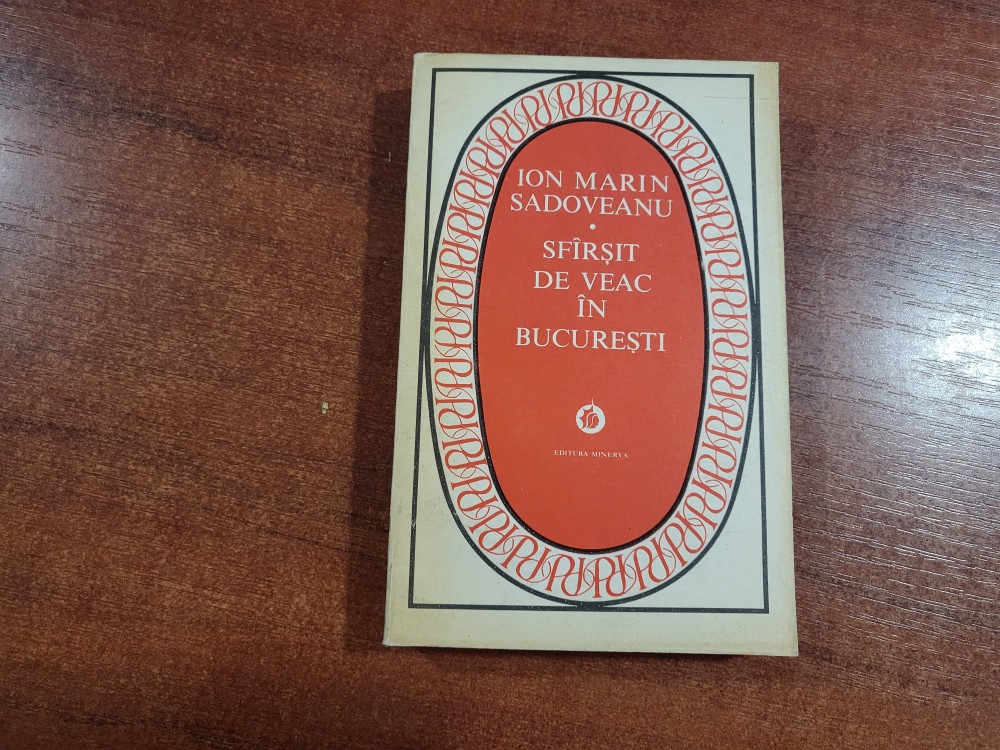 ION MARIN
SADOVEANU
•
SFÎRȘIT
DE VEAC
ÎN
BUCUREȘTI
EDITURA MINERVA